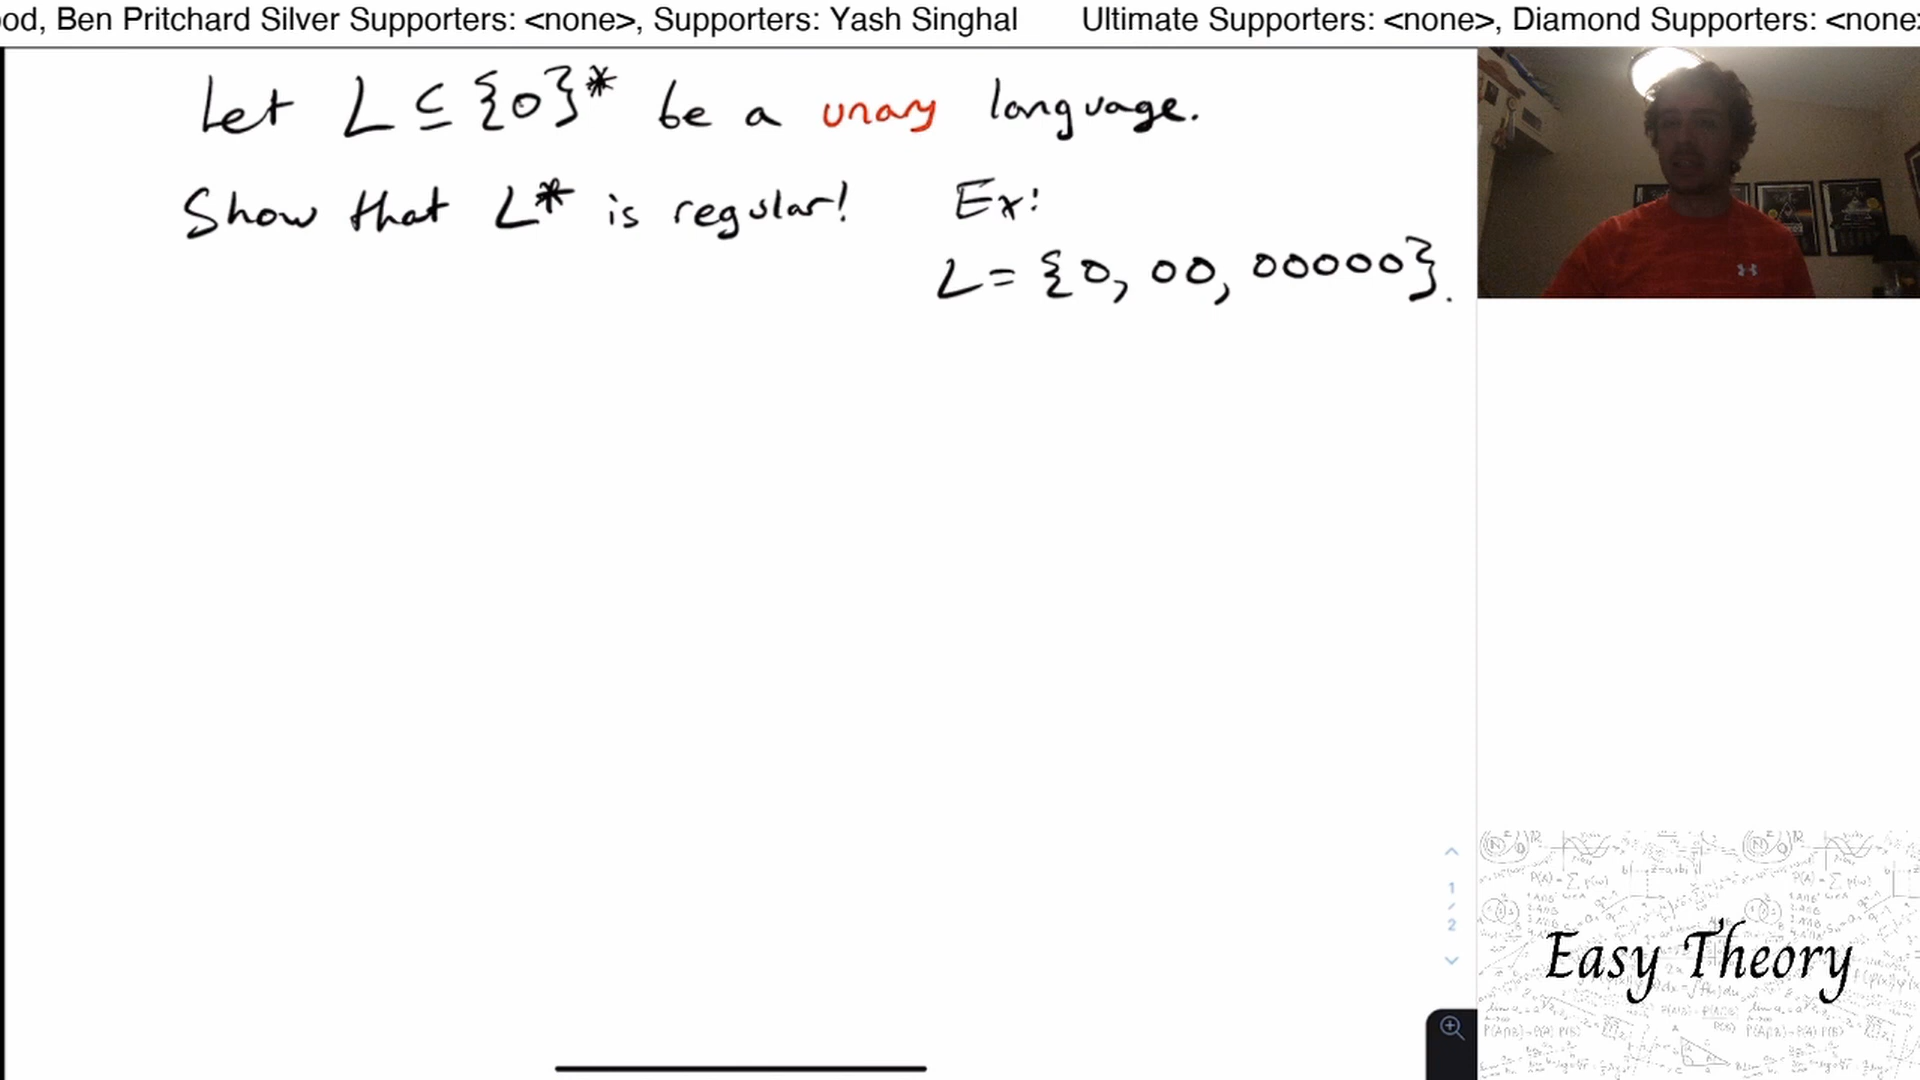 ood, Ben Pritchard Silver Supporters: <none>, Supporters: Yash Singhal Ultimate Supporters: <none>, Diamond Supporters: <none>
Let L ⊆ {0}* be a unary language.
Show that L* is regular! Ex:
L = {0, 00, 00000}.
1
/
2
Easy Theory